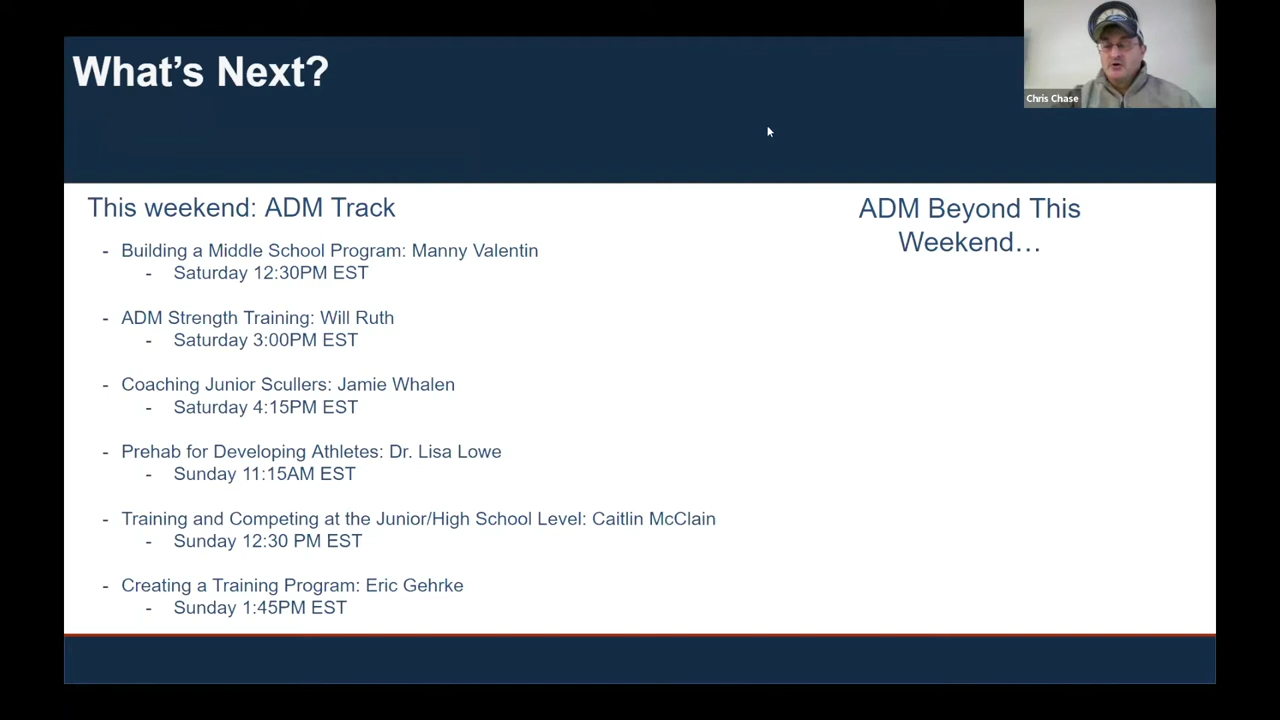 What's Next?
Chris Chase
This weekend: ADM Track
- Building a Middle School Program: Manny Valentin
- Saturday 12:30PM EST
- ADM Strength Training: Will Ruth
- Saturday 3:00PM EST
- Coaching Junior Scullers: Jamie Whalen
- Saturday 4:15PM EST
- Prehab for Developing Athletes: Dr. Lisa Lowe
- Sunday 11:15AM EST
- Training and Competing at the Junior/High School Level: Caitlin McClain
- Sunday 12:30 PM EST
- Creating a Training Program: Eric Gehrke
- Sunday 1:45PM EST
ADM Beyond This
Weekend…